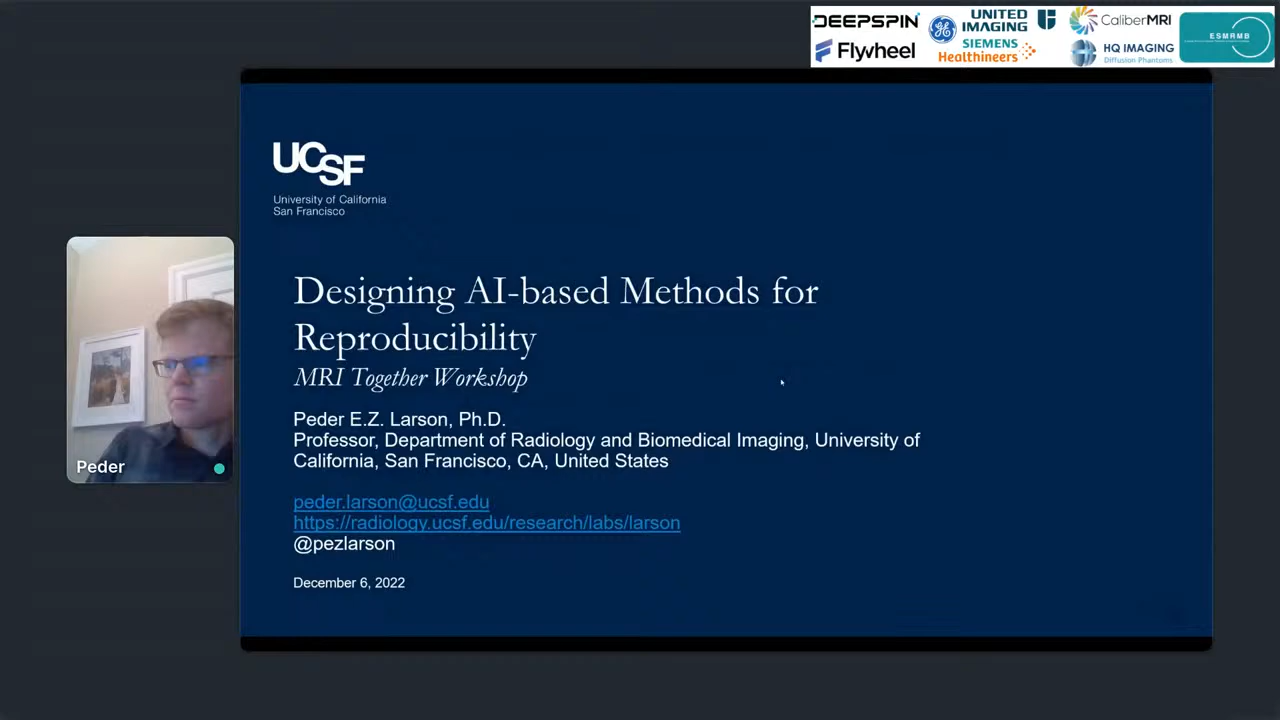 DEEPSPIN
Flywheel
UNITED
IMAGING
SIEMENS
Healthineers
CaliberMRI
HQ IMAGING
Diffusion Phantoms
ESMRMB
UCSF
University of California
San Francisco
Designing AI-based Methods for
Reproducibility
MRI Together Workshop
Peder E.Z. Larson, Ph.D.
Professor, Department of Radiology and Biomedical Imaging, University of
California, San Francisco, CA, United States
peder.larson@ucsf.edu
https://radiology.ucsf.edu/research/labs/larson
@pezlarson
December 6, 2022
Peder